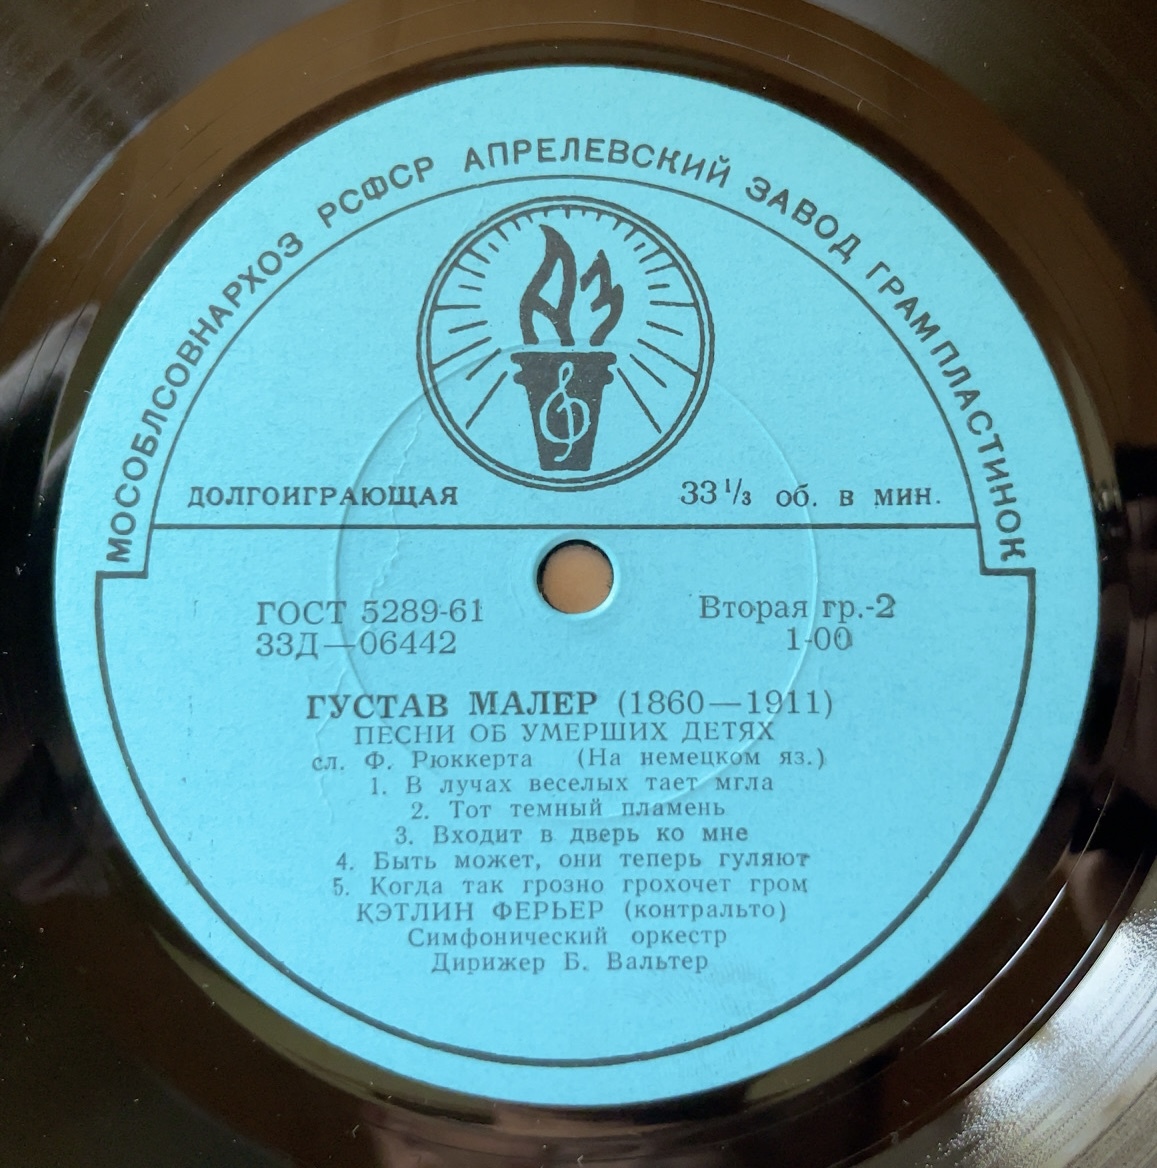 МОСОБЛСОВНАРХОЗ РСФСР АПРЕЛЕВСКИЙ ЗАВОД ГРАМПЛАСТИНОК
АЗ
ДОЛГОИГРАЮЩАЯ 33 1/3 об. в мин.
ГОСТ 5289-61 Вторая гр.-2
33Д—06442 1-00
ГУСТАВ МАЛЕР (1860—1911)
ПЕСНИ ОБ УМЕРШИХ ДЕТЯХ
сл. Ф. Рюккерта (На немецком яз.)
1. В лучах веселых тает мгла
2. Тот темный пламень
3. Входит в дверь ко мне
4. Быть может, они теперь гуляют
5. Когда так грозно грохочет гром
КЭТЛИН ФЕРЬЕР (контральто)
Симфонический оркестр
Дирижер Б. Вальтер